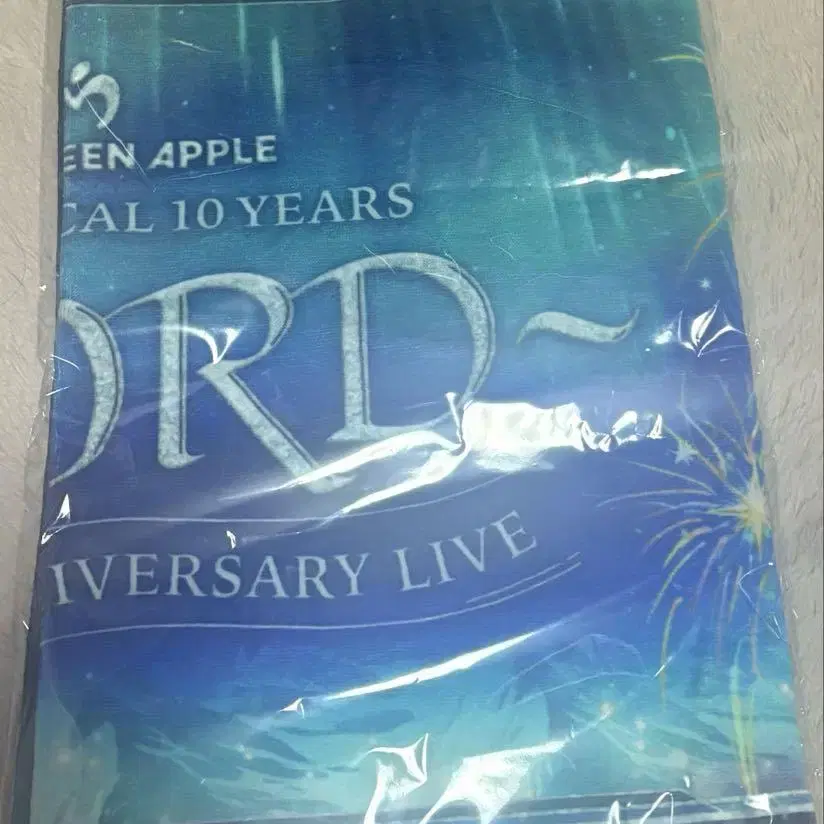 EEN APPLE
CAL 10 YEARS
ORD~
IVERSARY LIVE